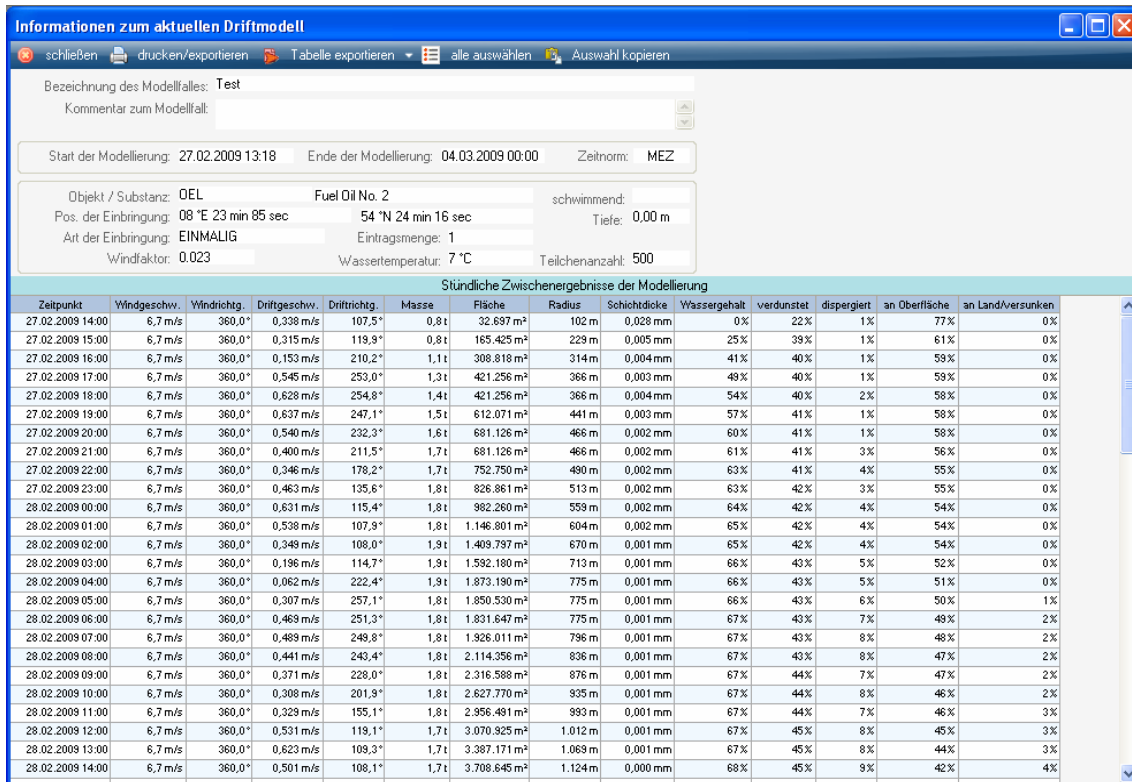 Informationen zum aktuellen Driftmodell
schließen drucken/exportieren Tabelle exportieren alle auswählen Auswahl kopieren
Bezeichnung des Modellfalles: Test
Kommentar zum Modellfall:
Start der Modellierung: 27.02.2009 13:18 Ende der Modellierung: 04.03.2009 00:00 Zeitnorm: MEZ
Objekt / Substanz: OEL Fuel Oil No. 2 schwimmend:
Pos. der Einbringung: 08 °E 23 min 85 sec 54 °N 24 min 16 sec Tiefe: 0,00 m
Art der Einbringung: EINMALIG Eintragsmenge: 1
Windfaktor: 0.023 Wassertemperatur: 7 °C Teilchenanzahl: 500
Stündliche Zwischenergebnisse der Modellierung
Zeitpunkt Windgeschw. Windrichtg. Driftgeschw. Driftrichtg. Masse Fläche Radius Schichtdicke Wassergehalt verdunstet dispergiert an Oberfläche an Land/versunken
27.02.2009 14:00 6,7 m/s 360,0° 0,338 m/s 107,5° 0,8 t 32.697 m² 102 m 0,028 mm 0% 22% 1% 77% 0%
27.02.2009 15:00 6,7 m/s 360,0° 0,315 m/s 119,9° 0,8 t 165.425 m² 229 m 0,005 mm 25% 39% 1% 61% 0%
27.02.2009 16:00 6,7 m/s 360,0° 0,153 m/s 210,2° 1,1 t 308.818 m² 314 m 0,004 mm 41% 40% 1% 59% 0%
27.02.2009 17:00 6,7 m/s 360,0° 0,545 m/s 253,0° 1,3 t 421.256 m² 366 m 0,003 mm 49% 40% 1% 59% 0%
27.02.2009 18:00 6,7 m/s 360,0° 0,628 m/s 254,8° 1,4 t 421.256 m² 366 m 0,004 mm 54% 40% 2% 58% 0%
27.02.2009 19:00 6,7 m/s 360,0° 0,637 m/s 247,1° 1,5 t 612.071 m² 441 m 0,003 mm 57% 41% 1% 58% 0%
27.02.2009 20:00 6,7 m/s 360,0° 0,540 m/s 232,3° 1,6 t 681.126 m² 466 m 0,002 mm 60% 41% 1% 58% 0%
27.02.2009 21:00 6,7 m/s 360,0° 0,400 m/s 211,5° 1,7 t 681.126 m² 466 m 0,002 mm 61% 41% 3% 56% 0%
27.02.2009 22:00 6,7 m/s 360,0° 0,346 m/s 178,2° 1,7 t 752.750 m² 490 m 0,002 mm 63% 41% 4% 55% 0%
27.02.2009 23:00 6,7 m/s 360,0° 0,463 m/s 135,6° 1,8 t 826.861 m² 513 m 0,002 mm 63% 42% 3% 55% 0%
28.02.2009 00:00 6,7 m/s 360,0° 0,631 m/s 115,4° 1,8 t 982.260 m² 559 m 0,002 mm 64% 42% 4% 54% 0%
28.02.2009 01:00 6,7 m/s 360,0° 0,538 m/s 107,9° 1,8 t 1.146.801 m² 604 m 0,002 mm 65% 42% 4% 54% 0%
28.02.2009 02:00 6,7 m/s 360,0° 0,349 m/s 108,0° 1,9 t 1.409.797 m² 670 m 0,001 mm 65% 42% 4% 54% 0%
28.02.2009 03:00 6,7 m/s 360,0° 0,196 m/s 114,7° 1,9 t 1.592.180 m² 713 m 0,001 mm 66% 43% 5% 52% 0%
28.02.2009 04:00 6,7 m/s 360,0° 0,062 m/s 222,4° 1,9 t 1.873.190 m² 775 m 0,001 mm 66% 43% 5% 51% 0%
28.02.2009 05:00 6,7 m/s 360,0° 0,307 m/s 257,1° 1,8 t 1.850.530 m² 775 m 0,001 mm 66% 43% 6% 50% 1%
28.02.2009 06:00 6,7 m/s 360,0° 0,469 m/s 251,3° 1,8 t 1.831.647 m² 775 m 0,001 mm 67% 43% 7% 49% 2%
28.02.2009 07:00 6,7 m/s 360,0° 0,489 m/s 249,8° 1,8 t 1.926.011 m² 796 m 0,001 mm 67% 43% 8% 48% 2%
28.02.2009 08:00 6,7 m/s 360,0° 0,441 m/s 243,4° 1,8 t 2.114.356 m² 836 m 0,001 mm 67% 43% 8% 47% 2%
28.02.2009 09:00 6,7 m/s 360,0° 0,371 m/s 228,0° 1,8 t 2.316.588 m² 876 m 0,001 mm 67% 44% 7% 47% 2%
28.02.2009 10:00 6,7 m/s 360,0° 0,308 m/s 201,9° 1,8 t 2.627.770 m² 935 m 0,001 mm 67% 44% 8% 46% 2%
28.02.2009 11:00 6,7 m/s 360,0° 0,329 m/s 155,1° 1,8 t 2.956.491 m² 993 m 0,001 mm 67% 44% 7% 46% 3%
28.02.2009 12:00 6,7 m/s 360,0° 0,531 m/s 119,1° 1,7 t 3.070.925 m² 1.012 m 0,001 mm 67% 45% 8% 45% 3%
28.02.2009 13:00 6,7 m/s 360,0° 0,623 m/s 109,3° 1,7 t 3.387.171 m² 1.069 m 0,001 mm 67% 45% 8% 44% 3%
28.02.2009 14:00 6,7 m/s 360,0° 0,501 m/s 108,1° 1,7 t 3.708.645 m² 1.124 m 0,000 mm 68% 45% 9% 42% 4%